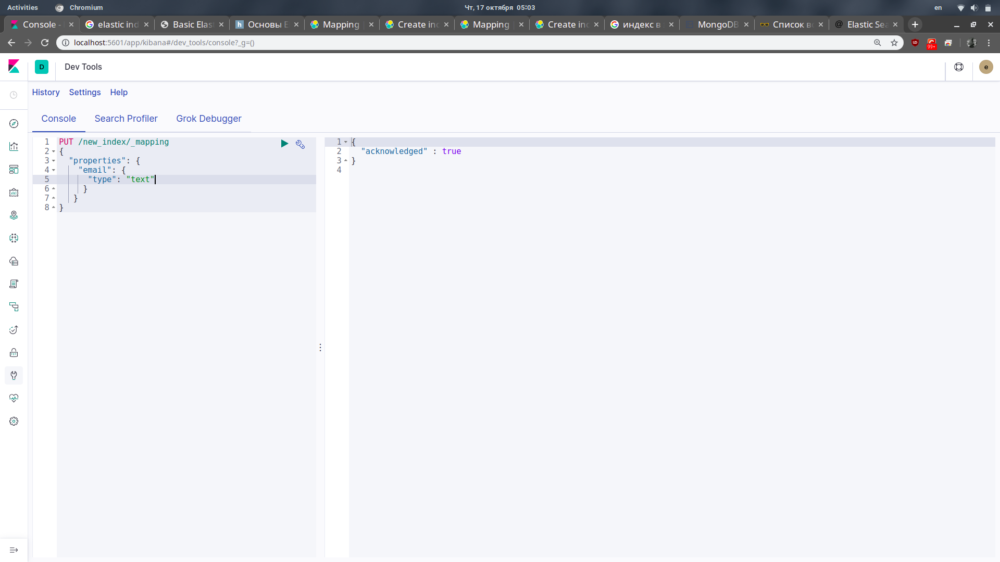 Activities Chromium Чт, 17 октября 05:03 en
Console - elastic ind Basic Elast Основы E Mapping Create inc Mapping Create inc индекс в MongoDB Список вс Elastic Sea
localhost:5601/app/kibana#/dev_tools/console?_g=() UD 99+
D Dev Tools e
History Settings Help
Console Search Profiler Grok Debugger
1 PUT /new_index/_mapping
2 {
3 "properties": {
4 "email": {
5 "type": "text"
6 }
7 }
8 }
1 {
2 "acknowledged" : true
3 }
4